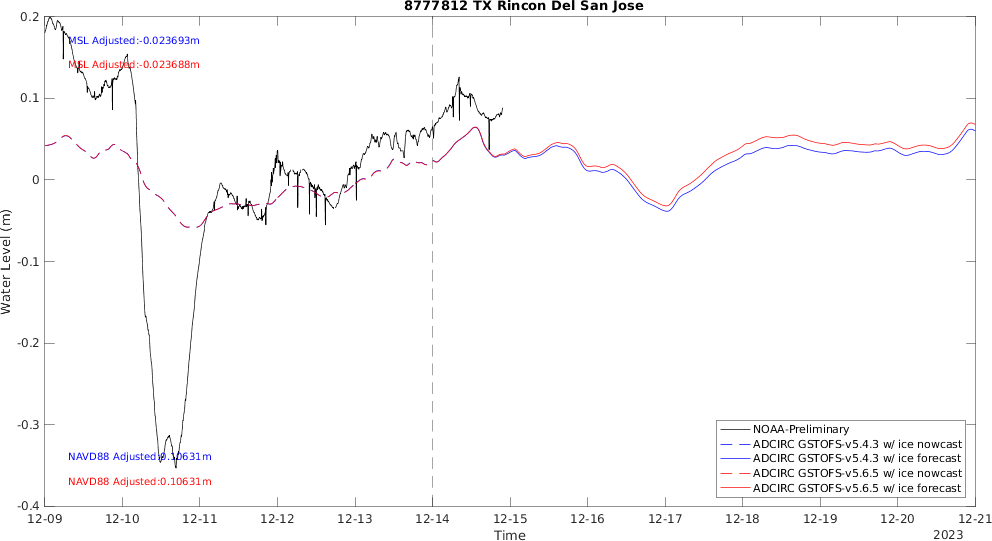 8777812 TX Rincon Del San Jose
0.2
0.1
0
-0.1
-0.2
-0.3
-0.4
Water Level (m)
MSL Adjusted:-0.023693m
MSL Adjusted:-0.023688m
NAVD88 Adjusted:0.10631m
NAVD88 Adjusted:0.10631m
NOAA-Preliminary
ADCIRC GSTOFS-v5.4.3 w/ ice nowcast
ADCIRC GSTOFS-v5.4.3 w/ ice forecast
ADCIRC GSTOFS-v5.6.5 w/ ice nowcast
ADCIRC GSTOFS-v5.6.5 w/ ice forecast
12-09 12-10 12-11 12-12 12-13 12-14 12-15 12-16 12-17 12-18 12-19 12-20 12-21
Time
2023